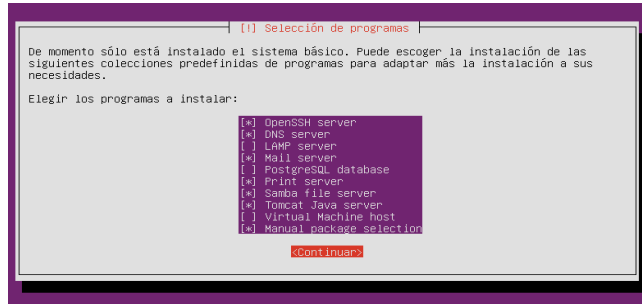 [!] Selección de programas
De momento sólo está instalado el sistema básico. Puede escoger la instalación de las
siguientes colecciones predefinidas de programas para adaptar más la instalación a sus
necesidades.
Elegir los programas a instalar:
[*] OpenSSH server
[*] DNS server
[ ] LAMP server
[*] Mail server
[ ] PostgreSQL database
[*] Print server
[*] Samba file server
[*] Tomcat Java server
[ ] Virtual Machine host
[*] Manual package selection
<Continuar>